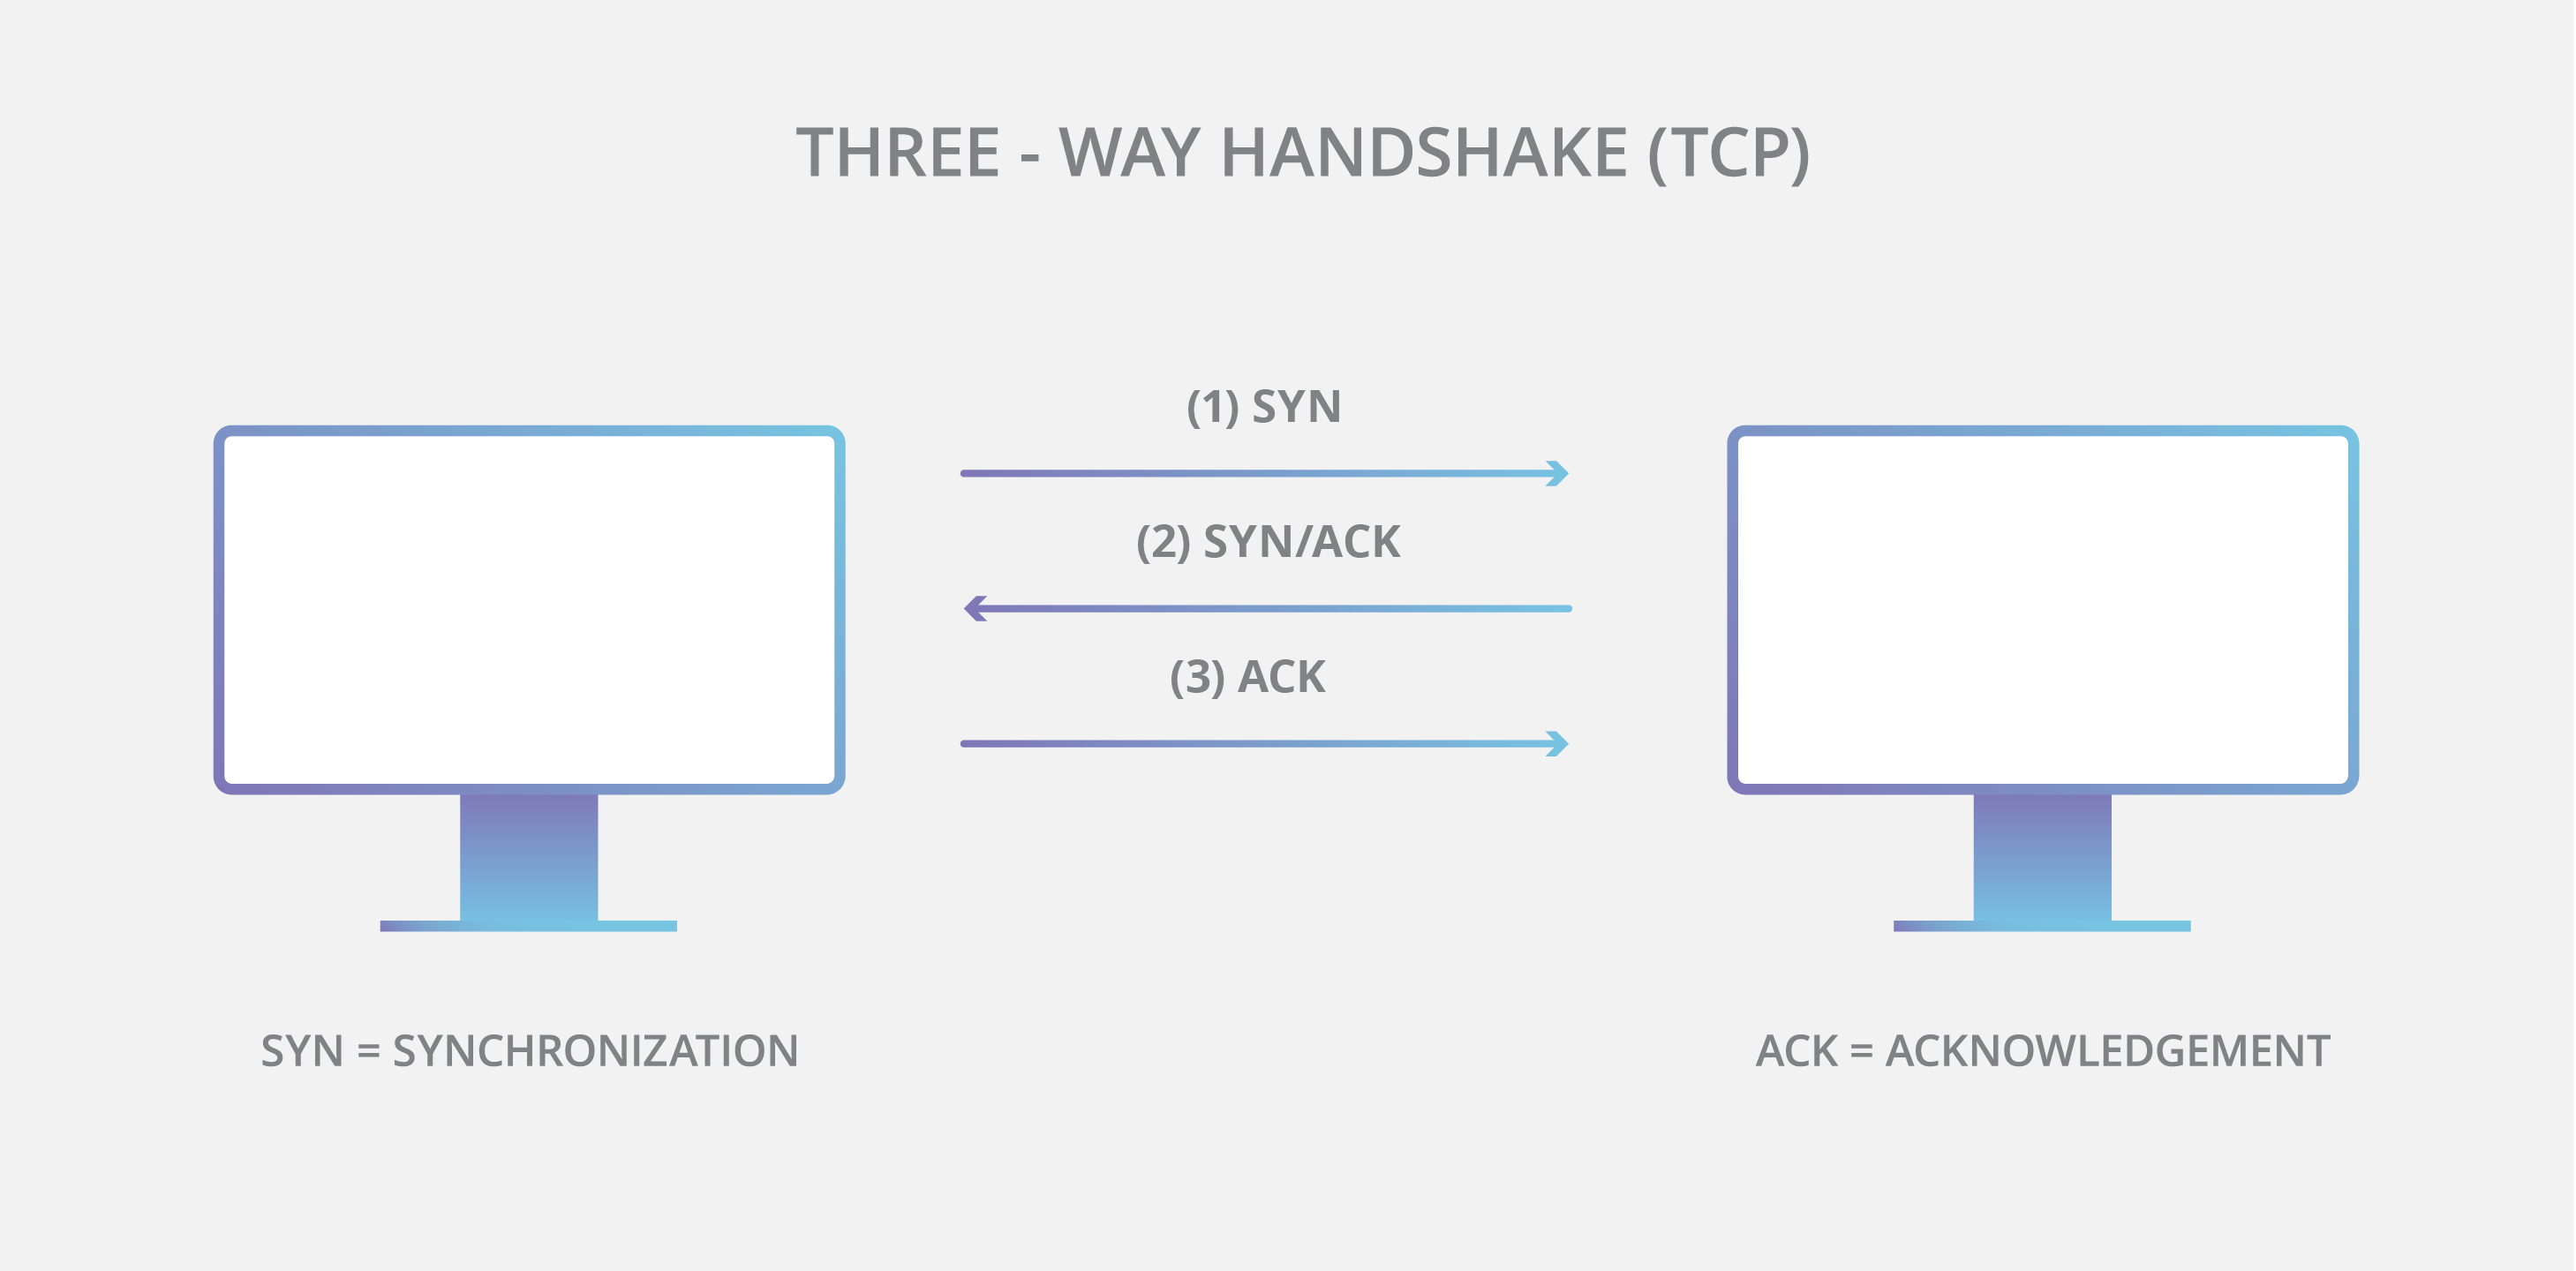 THREE - WAY HANDSHAKE (TCP)
(1) SYN
(2) SYN/ACK
(3) ACK
SYN = SYNCHRONIZATION
ACK = ACKNOWLEDGEMENT